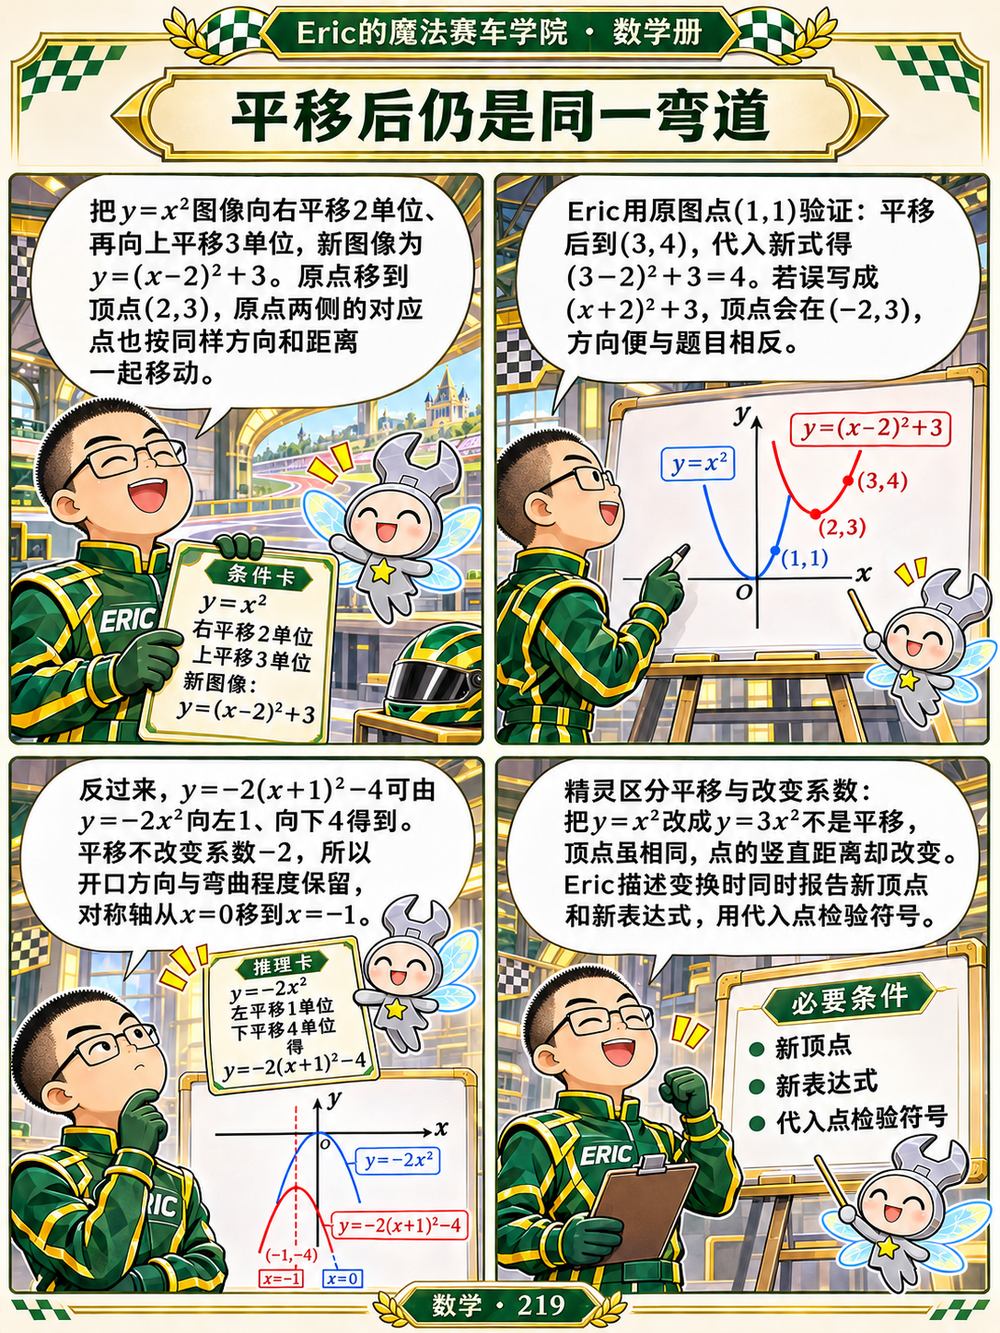 Eric的魔法赛车学院 · 数学册
平移后仍是同一弯道
把y=x²图像向右平移2单位、
再向上平移3单位，新图像为
y=(x−2)²+3。原点移到
顶点(2,3)，原点两侧的对应
点也按同样方向和距离
一起移动。
ERIC
条件卡
y=x²
右平移2单位
上平移3单位
新图像：
y=(x−2)²+3
Eric用原图点(1,1)验证：平移
后到(3,4)，代入新式得
(3−2)²+3=4。若误写成
(x+2)²+3，顶点会在(−2,3)，
方向便与题目相反。
y
y=(x−2)²+3
y=x²
(3,4)
(2,3)
(1,1)
x
O
反过来，y=−2(x+1)²−4可由
y=−2x²向左1、向下4得到。
平移不改变系数−2，所以
开口方向与弯曲程度保留，
对称轴从x=0移到x=−1。
推理卡
y=−2x²
左平移1单位
下平移4单位
得
y=−2(x+1)²−4
RIC
y
x
O
y=−2x²
y=−2(x+1)²−4
(−1,−4)
x=−1
x=0
精灵区分平移与改变系数：
把y=x²改成y=3x²不是平移，
顶点虽相同，点的竖直距离却改变。
Eric描述变换时同时报告新顶点
和新表达式，用代入点检验符号。
必要条件
● 新顶点
● 新表达式
● 代入点检验符号
ERIC
数学 · 219